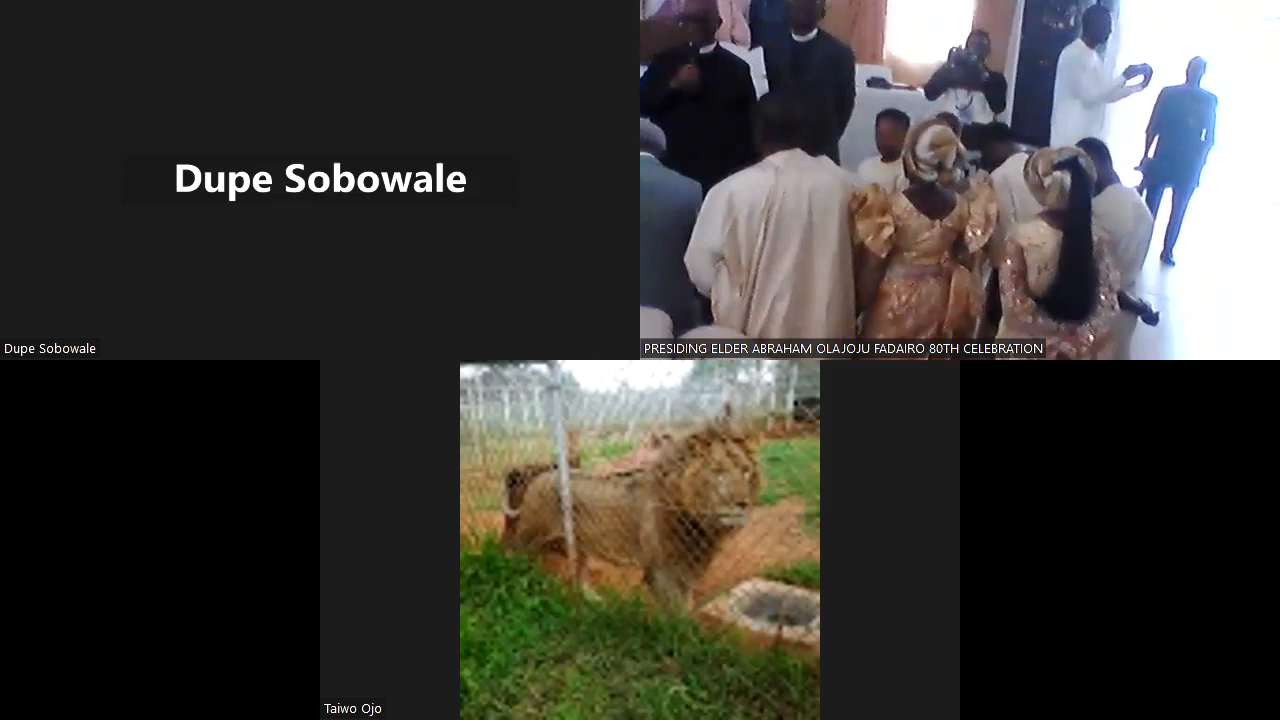 Dupe Sobowale
Dupe Sobowale
PRESIDING ELDER ABRAHAM OLAJOJU FADAIRO 80TH CELEBRATION
Taiwo Ojo